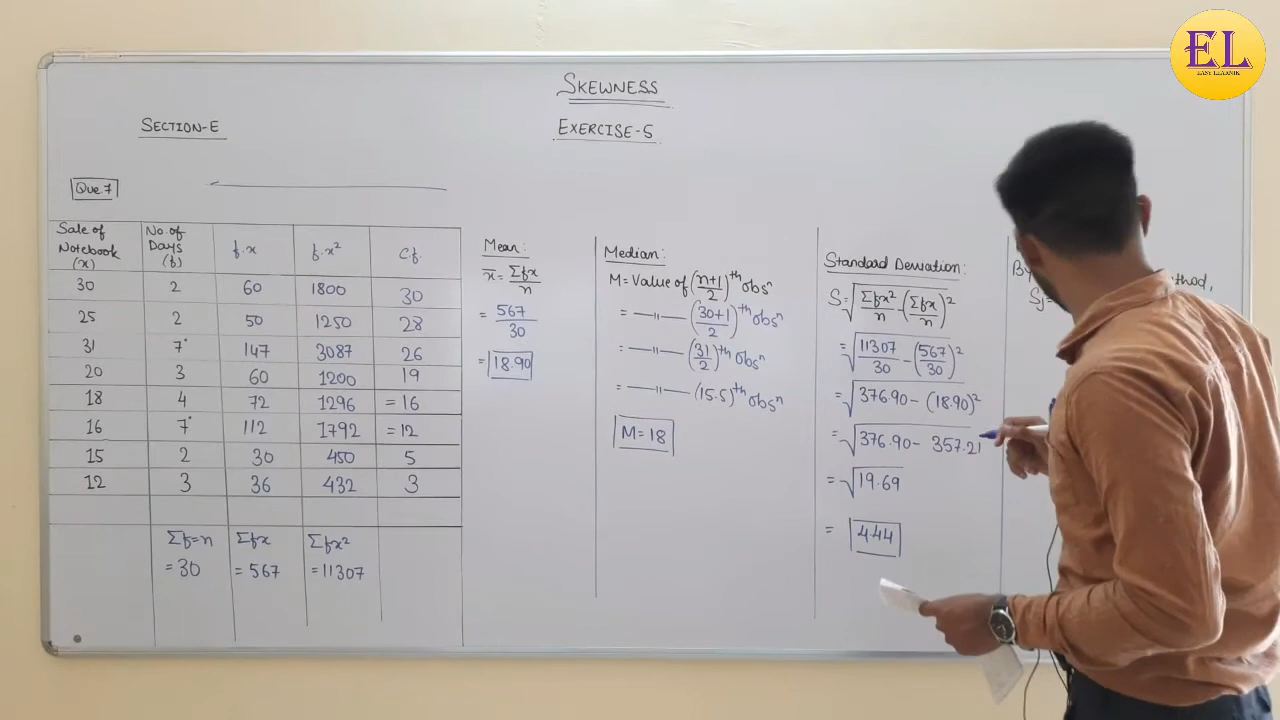 EL
EASY LEARNIK
SKEWNESS
SECTION-E
EXERCISE-5
Que.7
Sale of Notebook (x) | No. of Days (f) | f.x | f.x² | C.f.
30 | 2 | 60 | 1800 | 30
25 | 2 | 50 | 1250 | 28
31 | 7 | 147 | 3087 | 26
20 | 3 | 60 | 1200 | 19
18 | 4 | 72 | 1296 | =16
16 | 7 | 112 | 1792 | =12
15 | 2 | 30 | 450 | 5
12 | 3 | 36 | 432 | 3
Σf=n | Σfx | Σfx²
=30 | =567 | =11307
Mean:
x̄ = Σfx/n
= 567/30
= 18.90
Median:
M = Value of ((n+1)/2)th obsn
= —〃— ((30+1)/2)th obsn
= —〃— (31/2)th obsn
= —〃— (15.5)th obsn
M = 18
Standard Deviation:
S = √(Σfx²/n - (Σfx/n)²)
= √(11307/30 - (567/30)²)
= √(376.90 - (18.90)²)
= √(376.90 - 357.21
= √19.69
= 4.44
By
Sj=